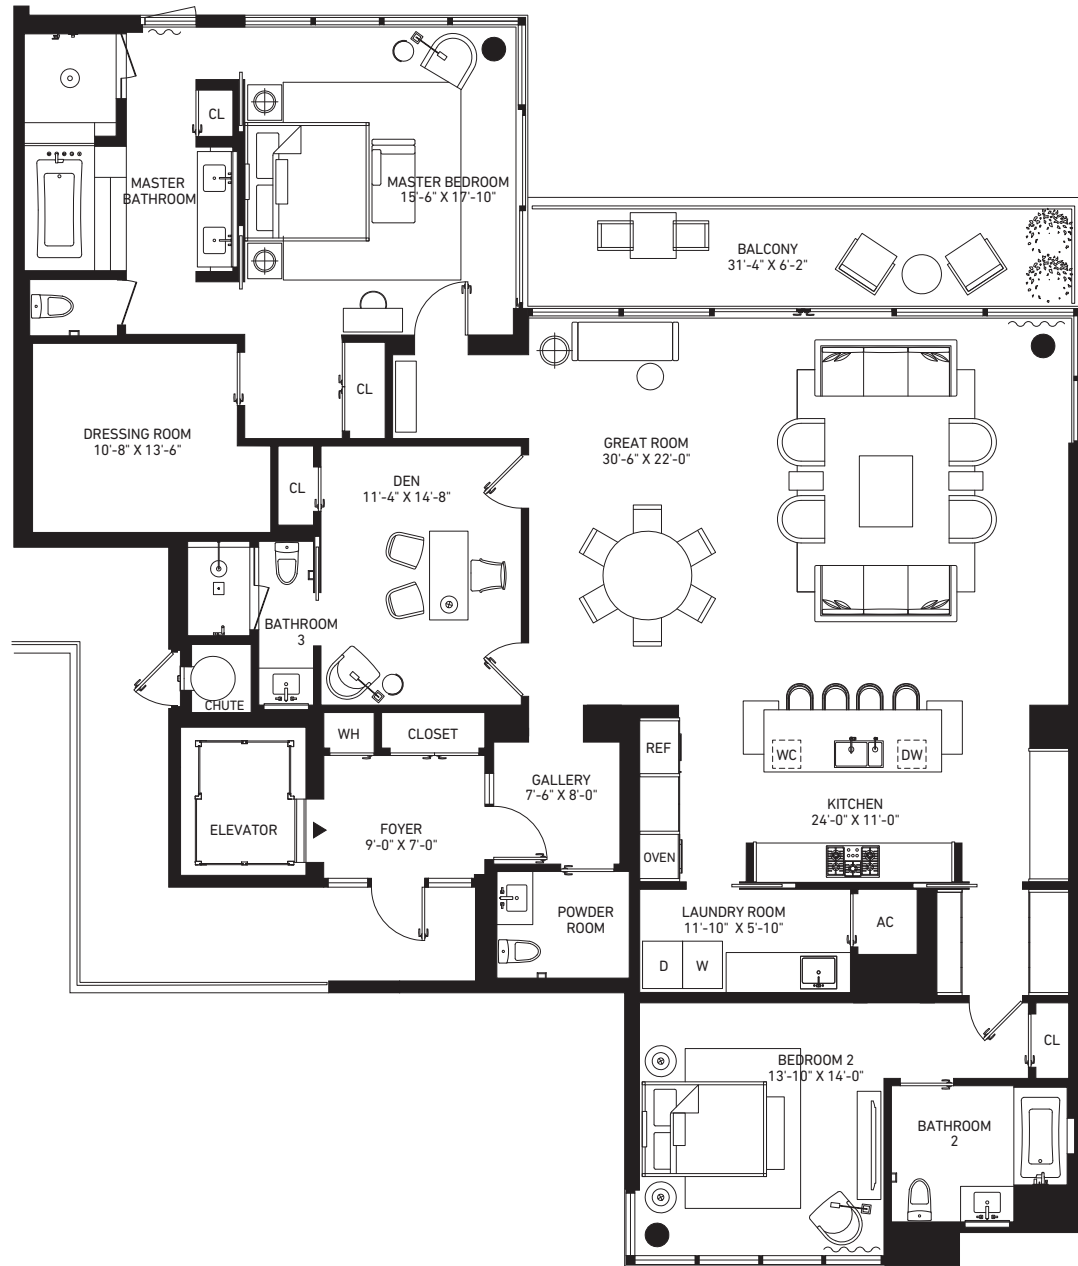 CL
MASTER
BATHROOM
MASTER BEDROOM
15'-6" X 17'-10"
BALCONY
31'-4" X 6'-2"
CL
DRESSING ROOM
10'-8" X 13'-6"
GREAT ROOM
30'-6" X 22'-0"
CL
DEN
11'-4" X 14'-8"
BATHROOM
3
CHUTE
WH
CLOSET
REF
WC
DW
GALLERY
7'-6" X 8'-0"
KITCHEN
24'-0" X 11'-0"
ELEVATOR
FOYER
9'-0" X 7'-0"
OVEN
POWDER
ROOM
LAUNDRY ROOM
11'-10" X 5'-10"
AC
D
W
CL
BEDROOM 2
13'-10" X 14'-0"
BATHROOM
2